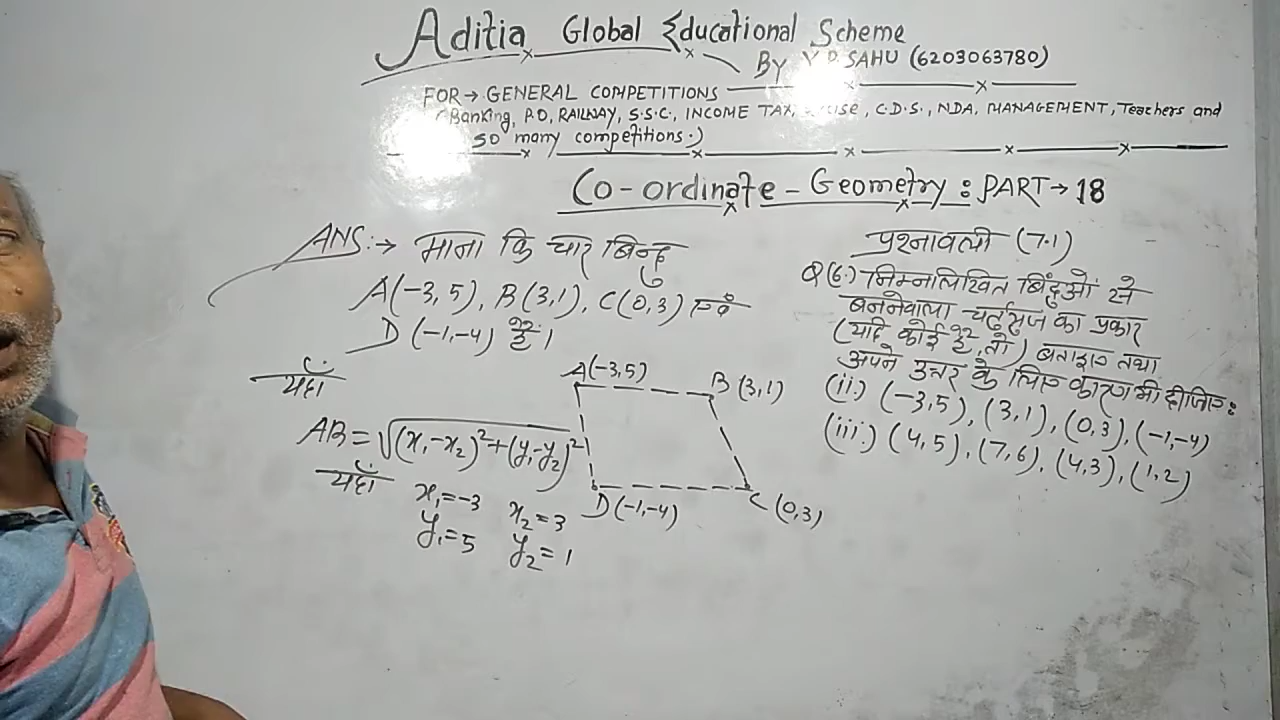 Aditia Global Educational Scheme
By V.P. SAHU (6203063780)
FOR → GENERAL COMPETITIONS
(Banking, P.O, RAILWAY, S.S.C, INCOME TAX, C.D.S., NDA, MANAGEMENT, Teachers and
so many competitions.)
Co-ordinate-Geometry: PART → 18
ANS:→ माना कि चार बिन्दु
A(-3,5), B(3,1), C(0,3) एवं
D (-1,-4) हैं।
यहाँ
AB = √(x₁-x₂)²+(y₁-y₂)²
यहाँ
x₁=-3 x₂=3
y₁=5 y₂=1
A(-3,5)
B (3,1)
D(-1,-4)
C (0,3)
प्रश्नावली (7.1)
Q(6.) निम्नलिखित बिंदुओं से
बननेवाला चर्तुभुज का प्रकार
(यदि कोई है, तो) बताइए तथा
अपने उत्तर के लिए कारण भी दीजिए:
(ii.) (-3,5), (3,1), (0,3), (-1,-4)
(iii.) (4,5), (7,6), (4,3), (1,2)